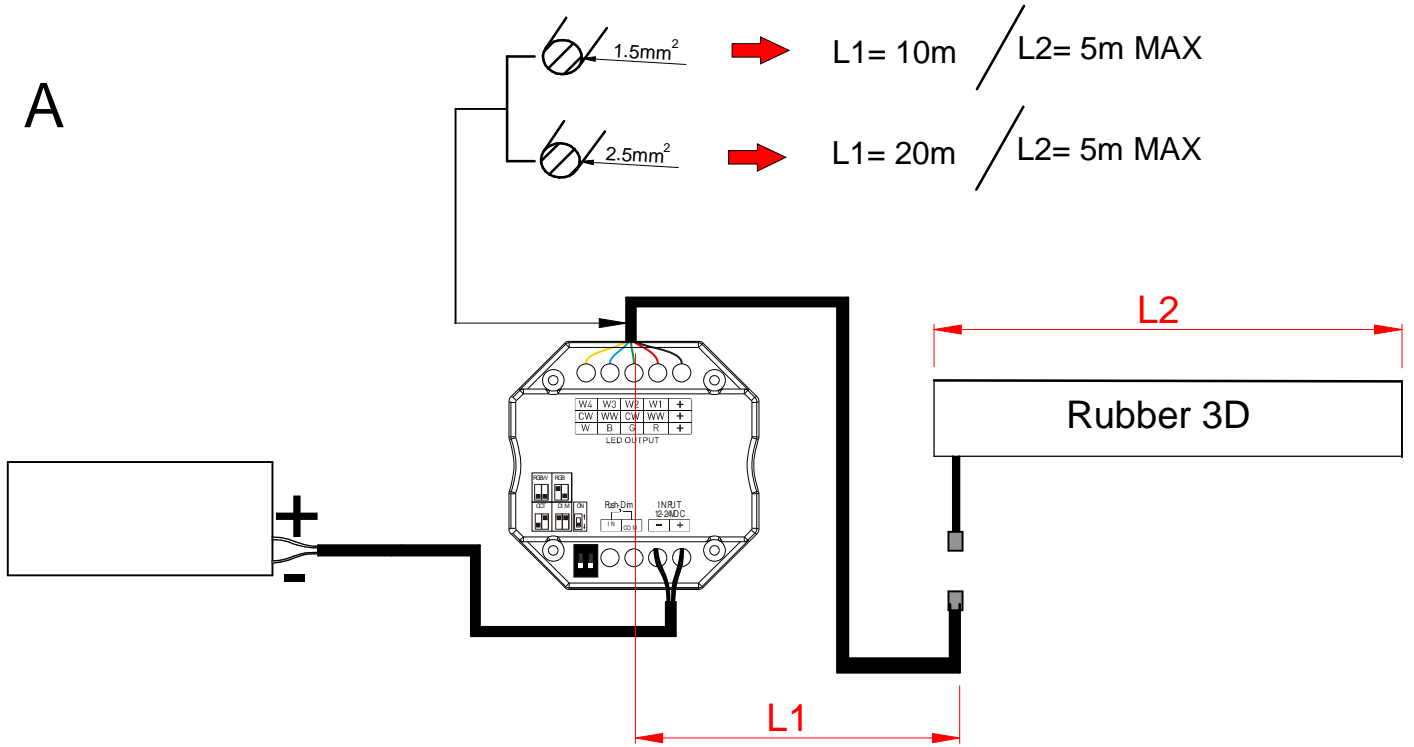 A
1.5mm² L1= 10m / L2= 5m MAX
2.5mm² L1= 20m / L2= 5m MAX
L2
Rubber 3D
W4 W3 W2 W1 +
CW WW CW WW +
W B G R +
LED OUTPUT
RGBW RGB
CCT DIM ON
Push-Dim
IN COM
INPUT
12-24VDC
- +
+
-
L1